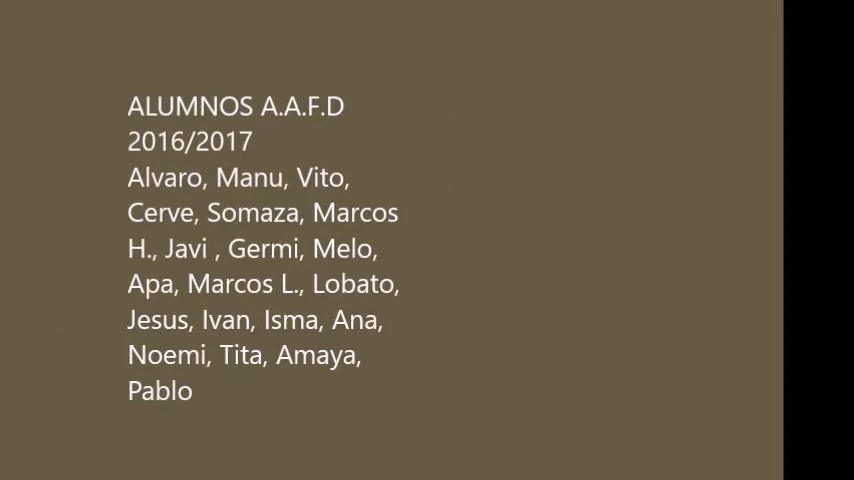 ALUMNOS A.A.F.D
2016/2017
Alvaro, Manu, Vito,
Cerve, Somaza, Marcos
H., Javi , Germi, Melo,
Apa, Marcos L., Lobato,
Jesus, Ivan, Isma, Ana,
Noemi, Tita, Amaya,
Pablo